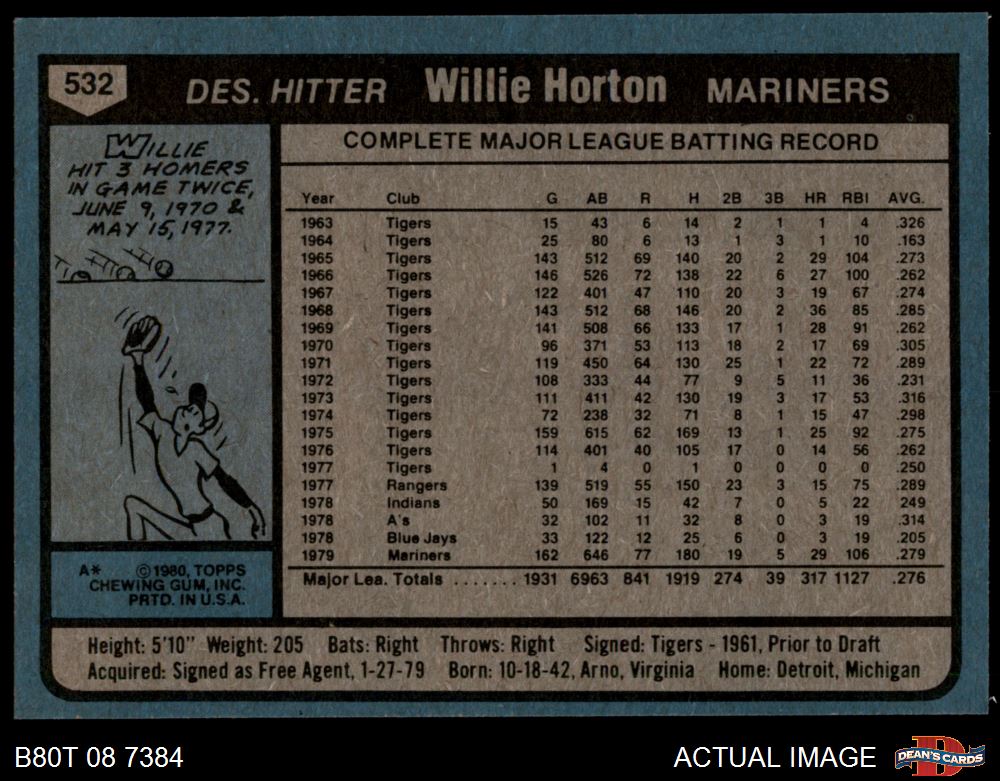 532 DES. HITTER Willie Horton MARINERS
WILLIE
HIT 3 HOMERS
IN GAME TWICE,
JUNE 9, 1970 &
MAY 15, 1977.
COMPLETE MAJOR LEAGUE BATTING RECORD
Year Club G AB R H 2B 3B HR RBI AVG.
1963 Tigers 15 43 6 14 2 1 1 4 .326
1964 Tigers 25 80 6 13 1 3 1 10 .163
1965 Tigers 143 512 69 140 20 2 29 104 .273
1966 Tigers 146 526 72 138 22 6 27 100 .262
1967 Tigers 122 401 47 110 20 3 19 67 .274
1968 Tigers 143 512 68 146 20 2 36 85 .285
1969 Tigers 141 508 66 133 17 1 28 91 .262
1970 Tigers 96 371 53 113 18 2 17 69 .305
1971 Tigers 119 450 64 130 25 1 22 72 .289
1972 Tigers 108 333 44 77 9 5 11 36 .231
1973 Tigers 111 411 42 130 19 3 17 53 .316
1974 Tigers 72 238 32 71 8 1 15 47 .298
1975 Tigers 159 615 62 169 13 1 25 92 .275
1976 Tigers 114 401 40 105 17 0 14 56 .262
1977 Tigers 1 4 0 1 0 0 0 0 .250
1977 Rangers 139 519 55 150 23 3 15 75 .289
1978 Indians 50 169 15 42 7 0 5 22 .249
1978 A's 32 102 11 32 8 0 3 19 .314
1978 Blue Jays 33 122 12 25 6 0 3 19 .205
1979 Mariners 162 646 77 180 19 5 29 106 .279
Major Lea. Totals ....... 1931 6963 841 1919 274 39 317 1127 .276
A* ©1980, TOPPS
CHEWING GUM, INC.
PRTD. IN U.S.A.
Height: 5'10" Weight: 205 Bats: Right Throws: Right Signed: Tigers - 1961, Prior to Draft
Acquired: Signed as Free Agent, 1-27-79 Born: 10-18-42, Arno, Virginia Home: Detroit, Michigan
B80T 08 7384
ACTUAL IMAGE
D
DEAN'S CARDS